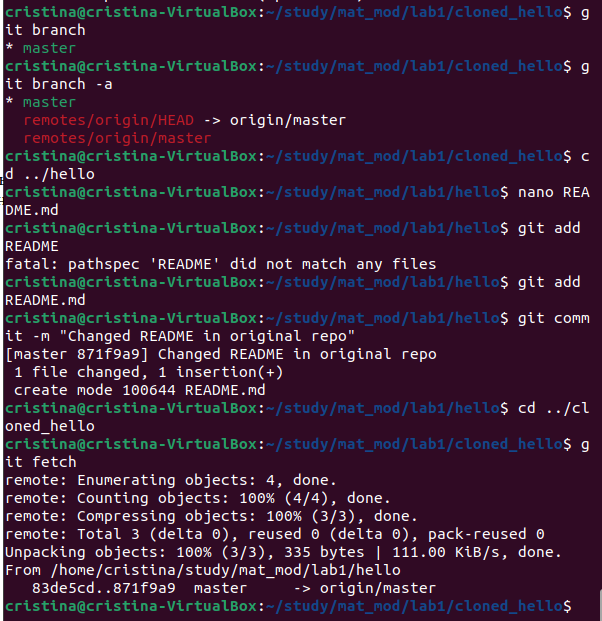 cristina@cristina-VirtualBox:~/study/mat_mod/lab1/cloned_hello$ g
it branch
* master
cristina@cristina-VirtualBox:~/study/mat_mod/lab1/cloned_hello$ g
it branch -a
* master
  remotes/origin/HEAD -> origin/master
  remotes/origin/master
cristina@cristina-VirtualBox:~/study/mat_mod/lab1/cloned_hello$ c
d ../hello
cristina@cristina-VirtualBox:~/study/mat_mod/lab1/hello$ nano REA
DME.md
cristina@cristina-VirtualBox:~/study/mat_mod/lab1/hello$ git add 
README
fatal: pathspec 'README' did not match any files
cristina@cristina-VirtualBox:~/study/mat_mod/lab1/hello$ git add 
README.md
cristina@cristina-VirtualBox:~/study/mat_mod/lab1/hello$ git comm
it -m "Changed README in original repo"
[master 871f9a9] Changed README in original repo
 1 file changed, 1 insertion(+)
 create mode 100644 README.md
cristina@cristina-VirtualBox:~/study/mat_mod/lab1/hello$ cd ../cl
oned_hello
cristina@cristina-VirtualBox:~/study/mat_mod/lab1/cloned_hello$ g
it fetch
remote: Enumerating objects: 4, done.
remote: Counting objects: 100% (4/4), done.
remote: Compressing objects: 100% (3/3), done.
remote: Total 3 (delta 0), reused 0 (delta 0), pack-reused 0
Unpacking objects: 100% (3/3), 335 bytes | 111.00 KiB/s, done.
From /home/cristina/study/mat_mod/lab1/hello
   83de5cd..871f9a9  master     -> origin/master
cristina@cristina-VirtualBox:~/study/mat_mod/lab1/cloned_hello$